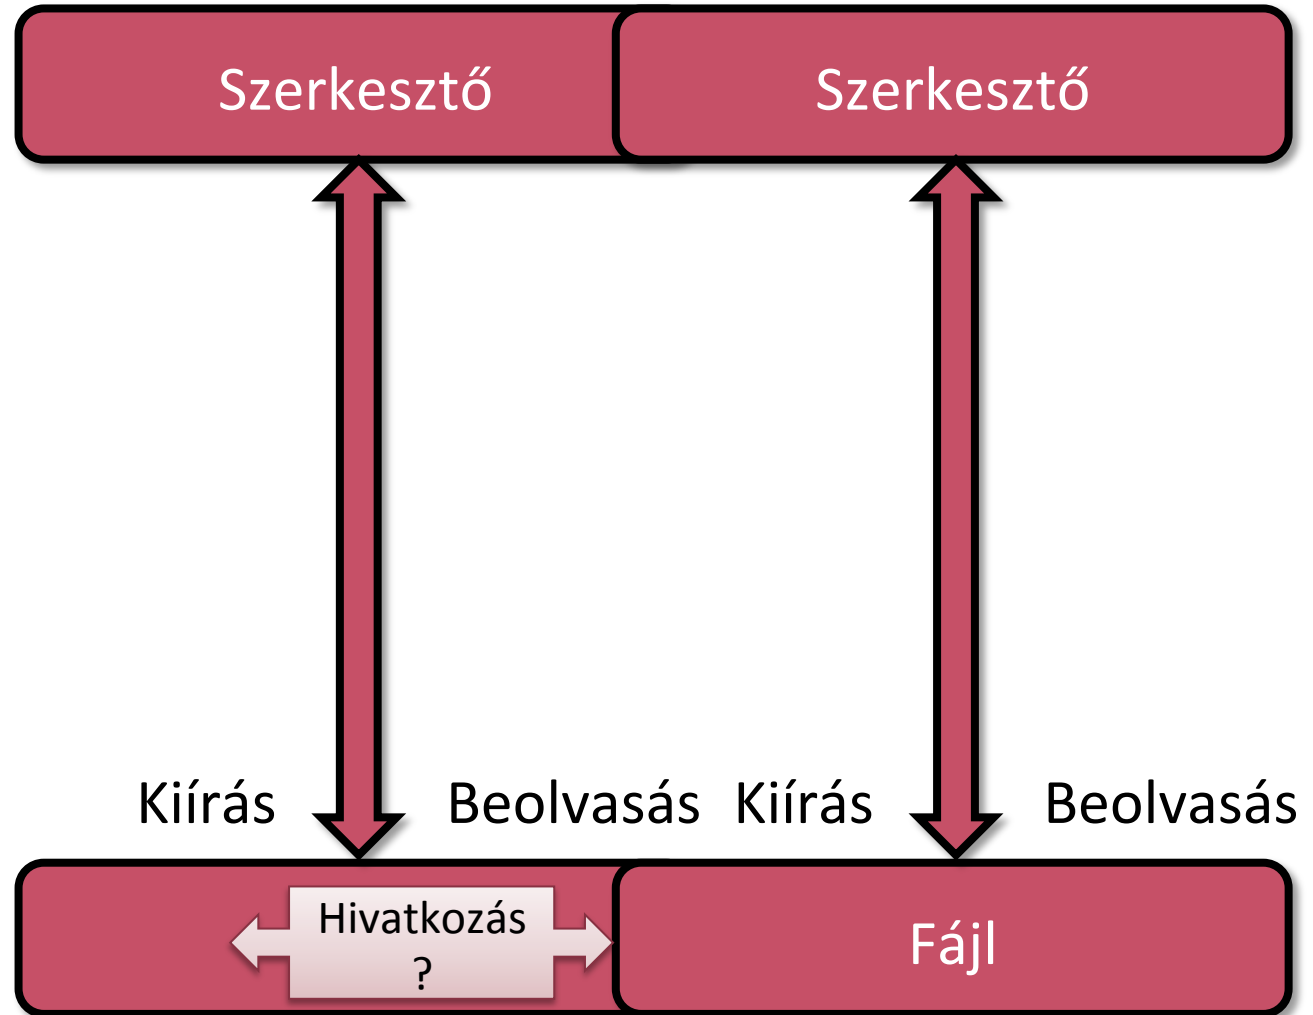 Szerkesztő
Szerkesztő
Kiírás
Beolvasás
Kiírás
Beolvasás
Hivatkozás
?
Fájl